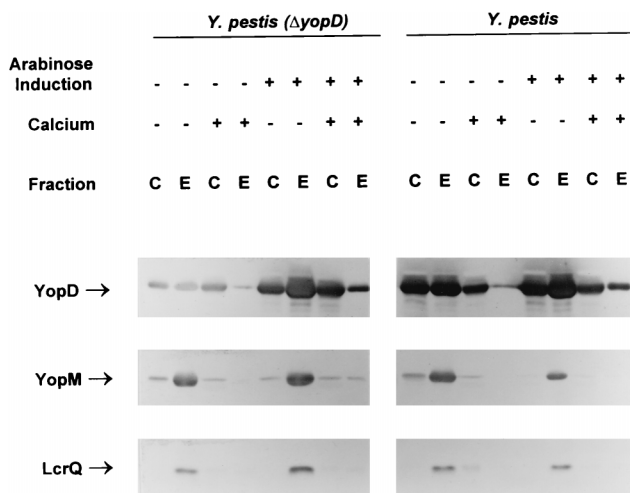 Y. pestis (ΔyopD) Y. pestis
Arabinose
Induction - - - - + + + + - - - - + + + +
Calcium - - + + - - + + - - + + - - + +
Fraction C E C E C E C E C E C E C E C E
YopD →
YopM →
LcrQ →